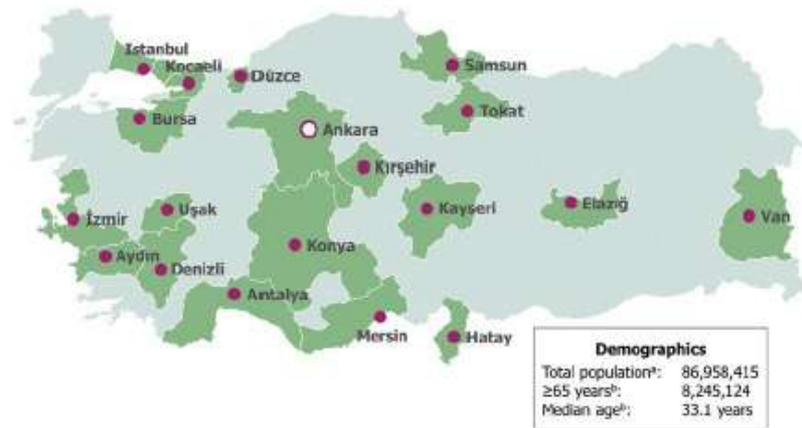 Istanbul
Kocaeli
Düzce
Samsun
Bursa
Ankara
Tokat
Kırşehir
İzmir
Uşak
Kayseri
Elazığ
Van
Aydın
Denizli
Konya
Antalya
Mersin
Hatay
Demographics
Total populationᵃ: 86,958,415
≥65 yearsᵇ: 8,245,124
Median ageᵇ: 33.1 years